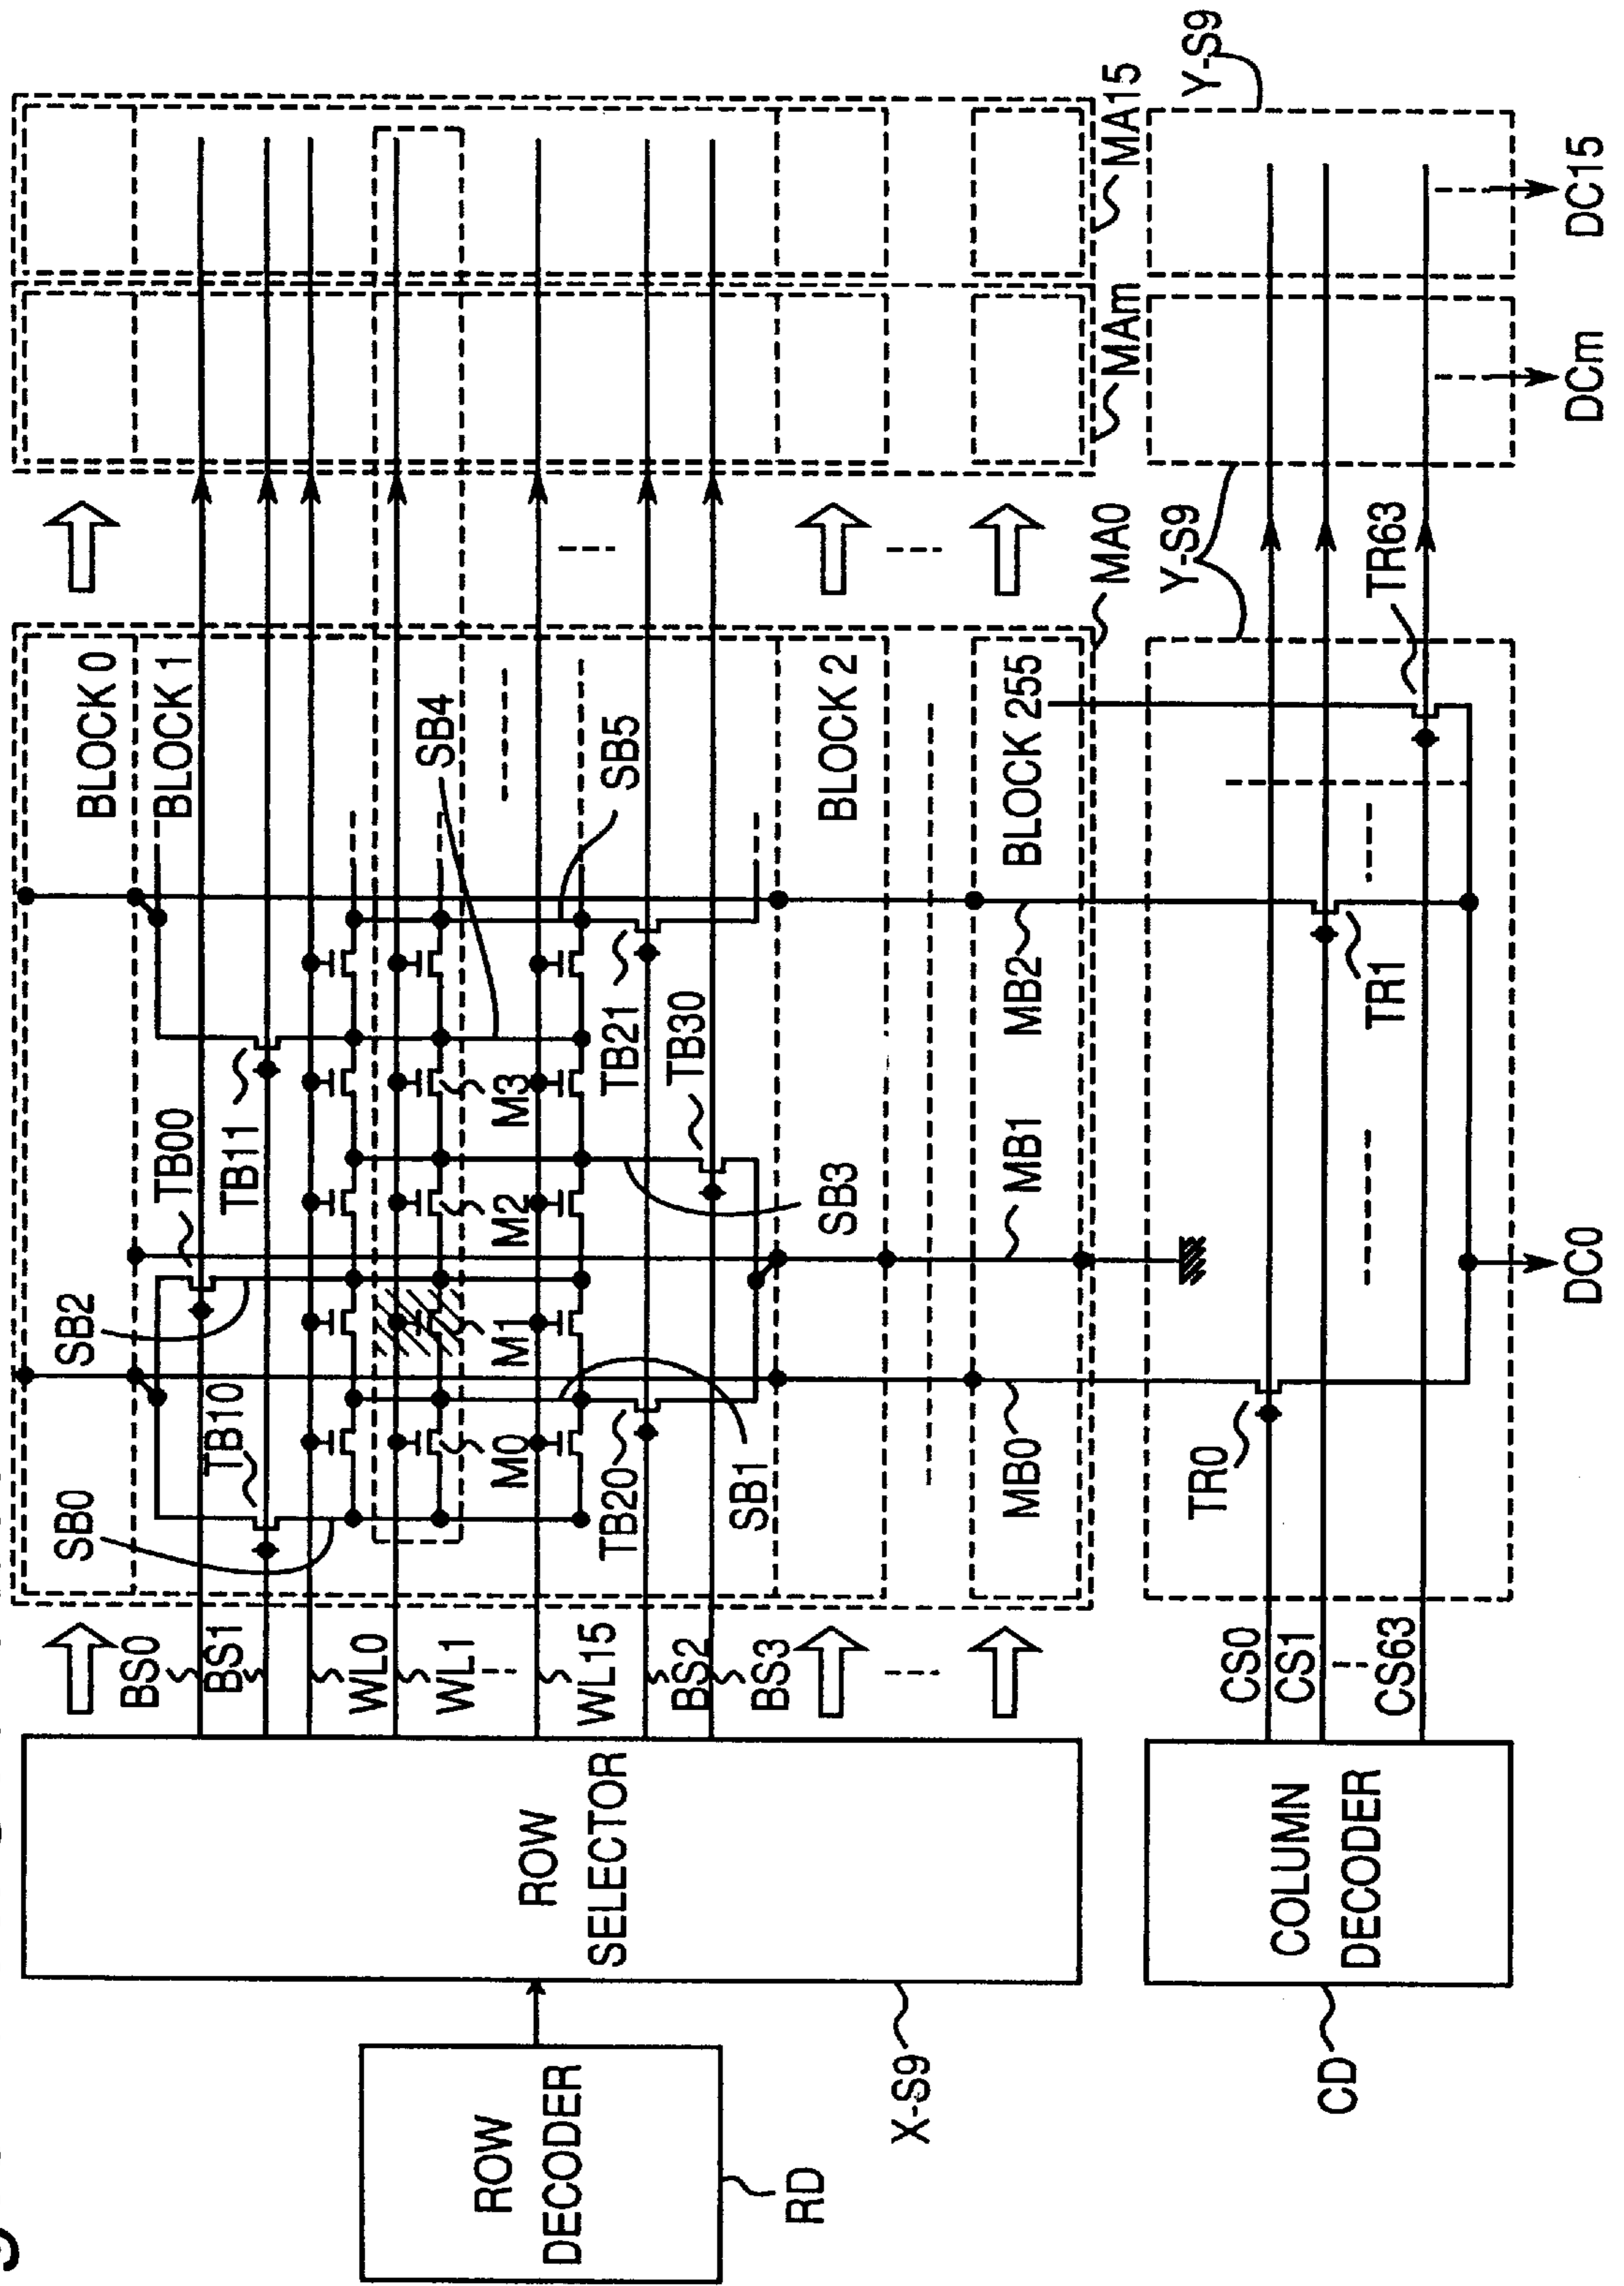 BLOCK 0
BLOCK 1
SB0
SB2
TB10
TB00
TB11
SB4
SB5
BS0
BS1
WL0
WL1
WL15
BS2
BS3
M0
M1
M2
M3
TB20
TB21
TB30
SB1
SB3
BLOCK 2
BLOCK 255
MB0
MB1
MB2
MA0
MAm
MA15
ROW
DECODER
RD
ROW
SELECTOR
X-S9
COLUMN
DECODER
CD
CS0
CS1
CS63
TR0
TR1
TR63
Y-S9
Y-S9
DC0
DCm
DC15